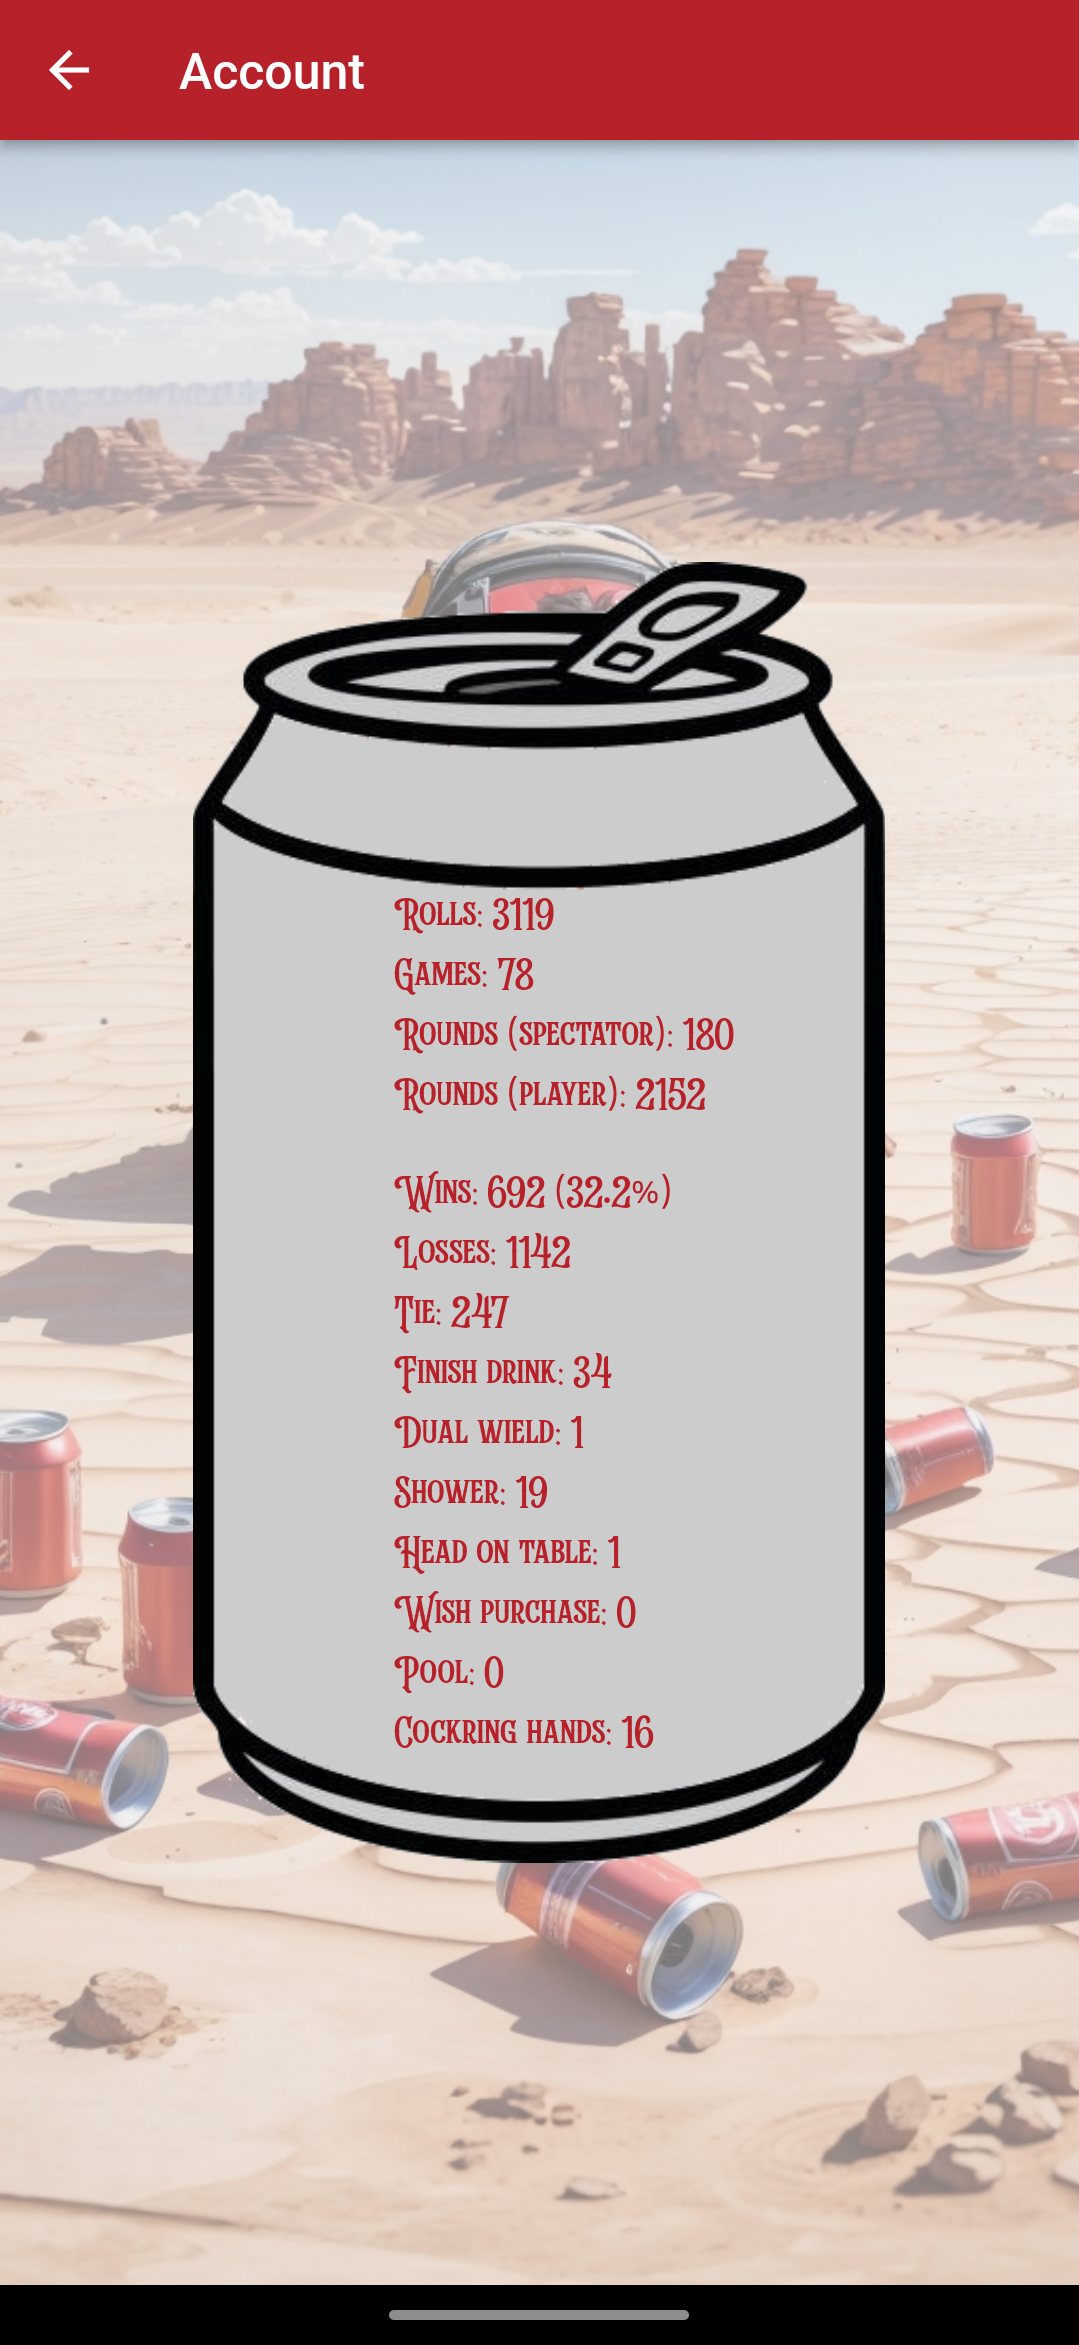 Account
Rolls: 3119
Games: 78
Rounds (spectator): 180
Rounds (player): 2152
Wins: 692 (32.2%)
Losses: 1142
Tie: 247
Finish drink: 34
Dual wield: 1
Shower: 19
Head on table: 1
Wish purchase: 0
Pool: 0
Cockring hands: 16